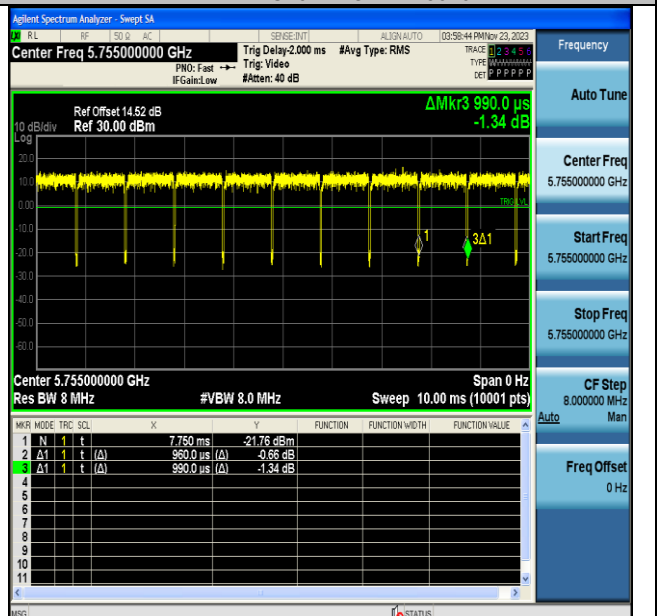 Agilent Spectrum Analyzer - Swept SA
RL RF 50 Ω AC SENSE:INT ALIGN AUTO 03:58:44 PM Nov 23, 2023
Center Freq 5.755000000 GHz Trig Delay-2.000 ms #Avg Type: RMS TRACE 1 2 3 4 5 6
PNO: Fast Trig: Video TYPE
IFGain:Low #Atten: 40 dB DET P P P P P P
Frequency
Auto Tune
Ref Offset 14.52 dB ΔMkr3 990.0 µs
10 dB/div Ref 30.00 dBm -1.34 dB
Log
20.0
10.0
0.00
TRIG LVL
-10.0
1 3Δ1
-20.0
-30.0
-40.0
-50.0
-60.0
Center 5.755000000 GHz Span 0 Hz
Res BW 8 MHz #VBW 8.0 MHz Sweep 10.00 ms (10001 pts)
MKR MODE TRC SCL X Y FUNCTION FUNCTION WIDTH FUNCTION VALUE
1 N 1 t 7.750 ms -21.76 dBm
2 Δ1 1 t (Δ) 960.0 µs (Δ) -0.66 dB
3 Δ1 1 t (Δ) 990.0 µs (Δ) -1.34 dB
4
5
6
7
8
9
10
11
Center Freq
5.755000000 GHz
Start Freq
5.755000000 GHz
Stop Freq
5.755000000 GHz
CF Step
8.000000 MHz
Auto Man
Freq Offset
0 Hz
MSG STATUS